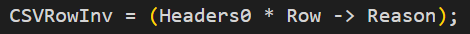 CSVRowInv = (Headers0 * Row -> Reason);